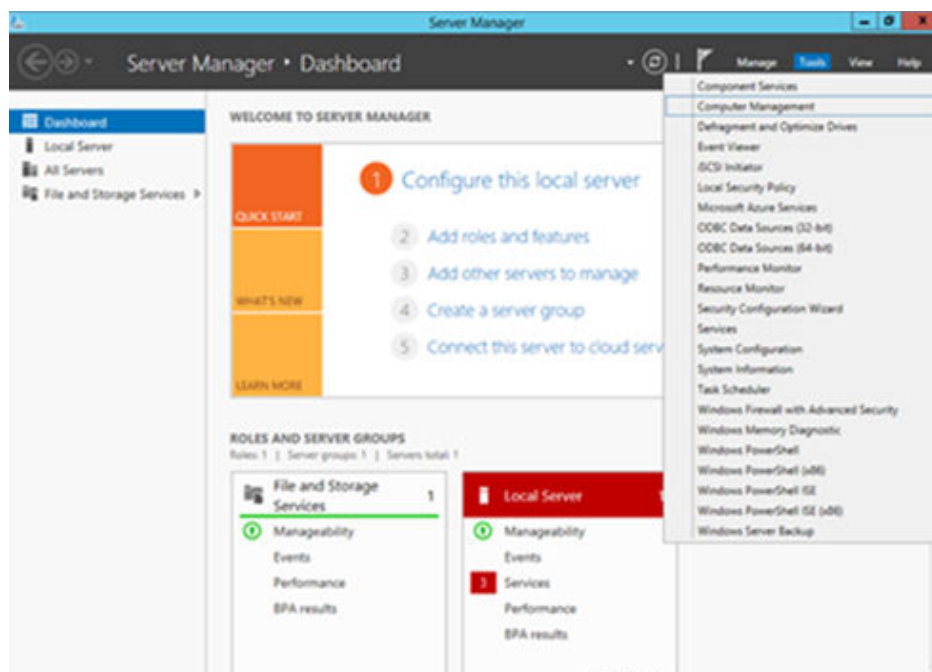 Server Manager
Server Manager • Dashboard
Manage Tools View Help
Dashboard
Local Server
All Servers
File and Storage Services
WELCOME TO SERVER MANAGER
QUICK START
WHAT'S NEW
LEARN MORE
1 Configure this local server
2 Add roles and features
3 Add other servers to manage
4 Create a server group
5 Connect this server to cloud serv
ROLES AND SERVER GROUPS
Roles: 1 | Server groups: 1 | Servers total: 1
File and Storage
Services
1
Manageability
Events
Performance
BPA results
Local Server
1
Manageability
Events
3 Services
Performance
BPA results
Component Services
Computer Management
Defragment and Optimize Drives
Event Viewer
iSCSI Initiator
Local Security Policy
Microsoft Azure Services
ODBC Data Sources (32-bit)
ODBC Data Sources (64-bit)
Performance Monitor
Resource Monitor
Security Configuration Wizard
Services
System Configuration
System Information
Task Scheduler
Windows Firewall with Advanced Security
Windows Memory Diagnostic
Windows PowerShell
Windows PowerShell (x86)
Windows PowerShell ISE
Windows PowerShell ISE (x86)
Windows Server Backup